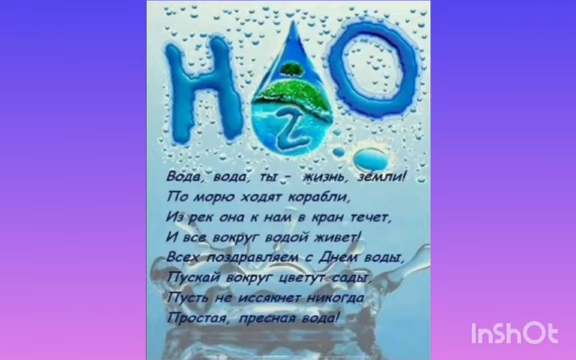 H2O
Вода, вода, ты - жизнь, земли!
По морю ходят корабли,
Из рек она к нам в кран течет,
И все вокруг водой живет!
Всех поздравляем с Днем воды,
Пускай вокруг цветут сады,
Пусть не иссякнет никогда
Простая, пресная вода!
InShOt